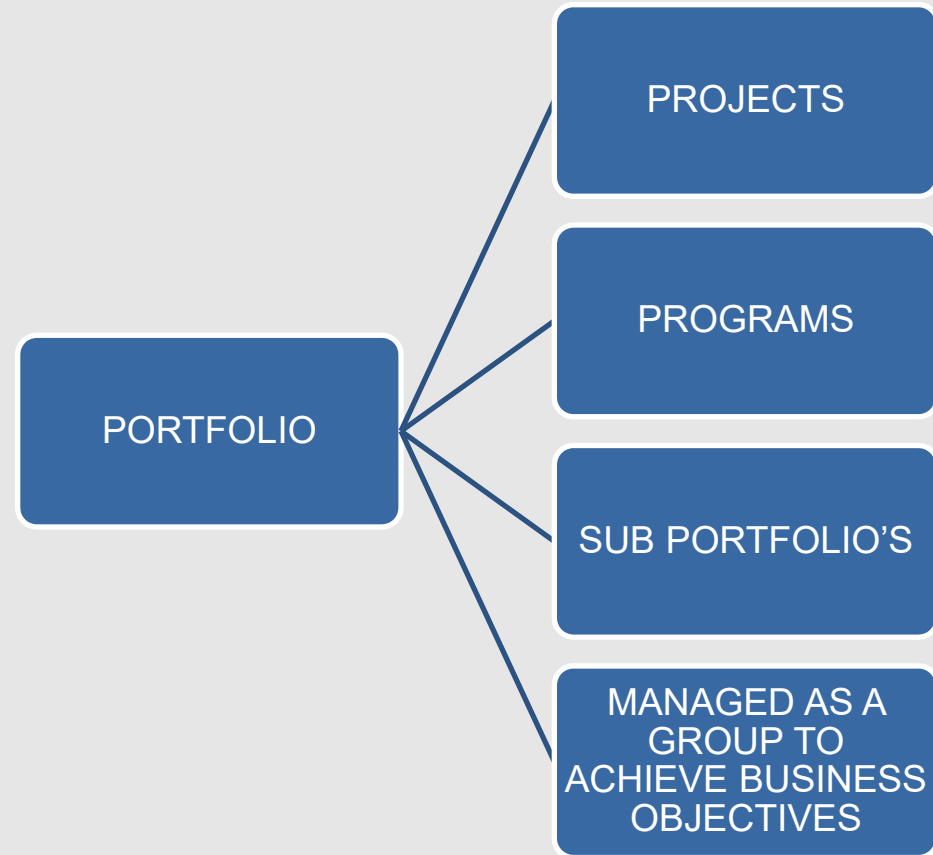 PROJECTS
PROGRAMS
PORTFOLIO
SUB PORTFOLIO’S
MANAGED AS A
GROUP TO
ACHIEVE BUSINESS
OBJECTIVES